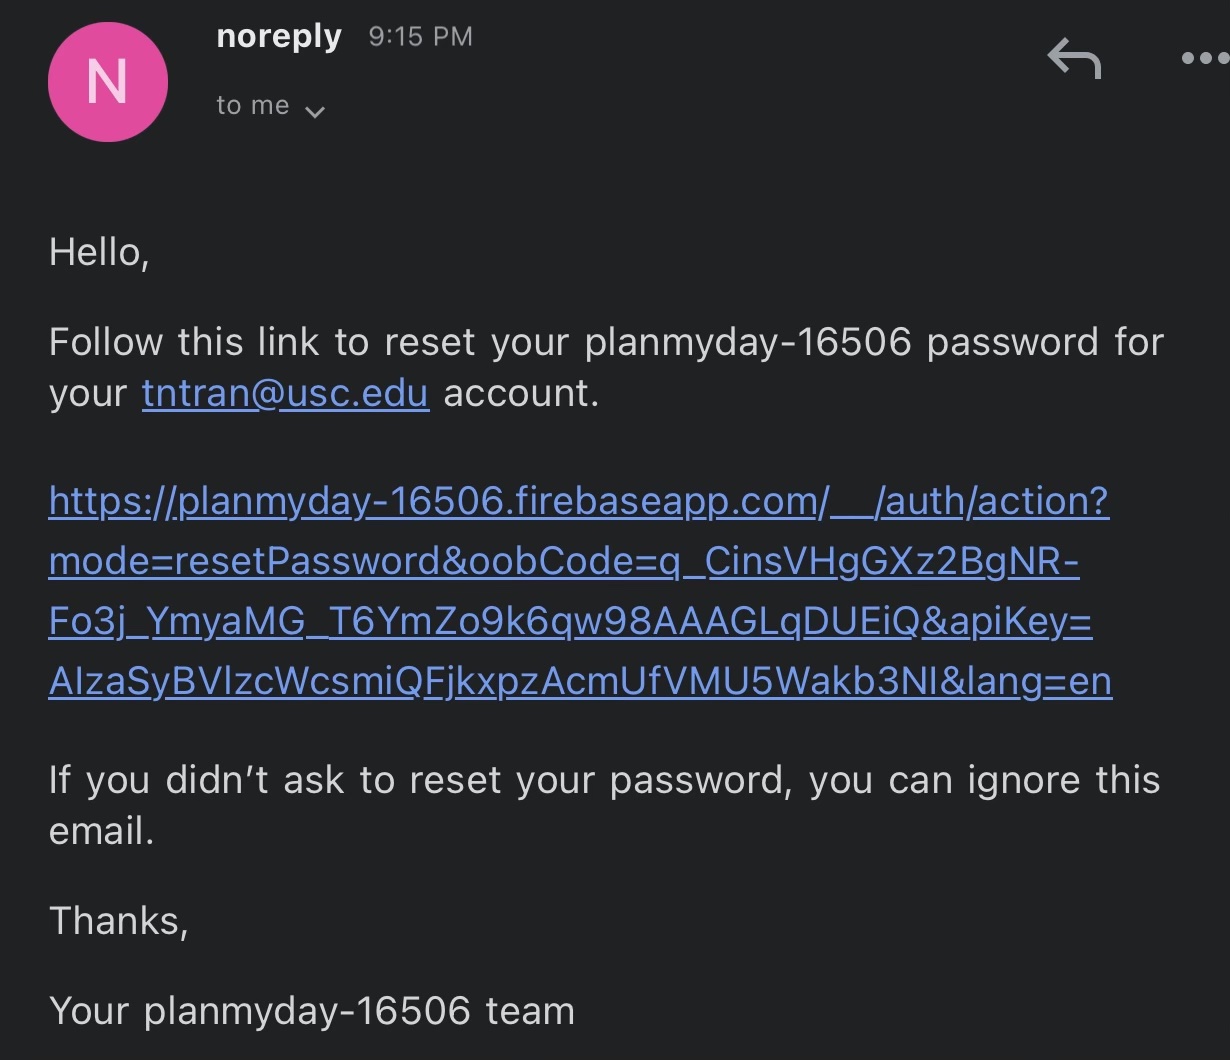 N
noreply 9:15 PM
to me
Hello,
Follow this link to reset your planmyday-16506 password for
your tntran@usc.edu account.
https://planmyday-16506.firebaseapp.com/__/auth/action?
mode=resetPassword&oobCode=q_CinsVHgGXz2BgNR-
Fo3j_YmyaMG_T6YmZo9k6qw98AAAGLqDUEiQ&apiKey=
AIzaSyBVlzcWcsmiQFjkxpzAcmUfVMU5Wakb3NI&lang=en
If you didn’t ask to reset your password, you can ignore this
email.
Thanks,
Your planmyday-16506 team